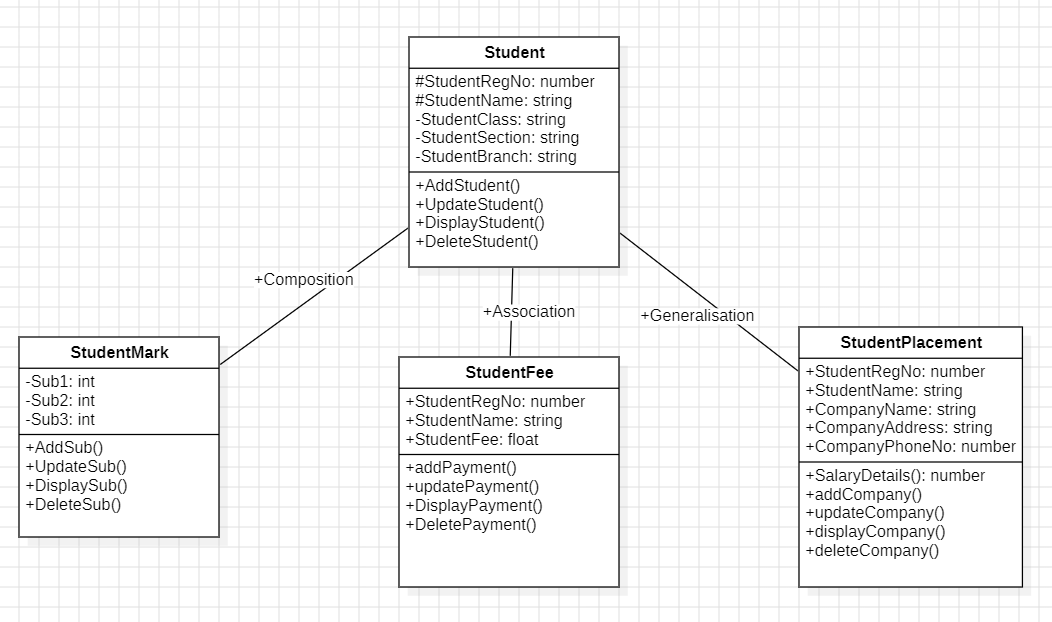 Student
#StudentRegNo: number
#StudentName: string
-StudentClass: string
-StudentSection: string
-StudentBranch: string
+AddStudent()
+UpdateStudent()
+DisplayStudent()
+DeleteStudent()
+Composition
+Association
+Generalisation
StudentMark
-Sub1: int
-Sub2: int
-Sub3: int
+AddSub()
+UpdateSub()
+DisplaySub()
+DeleteSub()
StudentFee
+StudentRegNo: number
+StudentName: string
+StudentFee: float
+addPayment()
+updatePayment()
+DisplayPayment()
+DeletePayment()
StudentPlacement
+StudentRegNo: number
+StudentName: string
+CompanyName: string
+CompanyAddress: string
+CompanyPhoneNo: number
+SalaryDetails(): number
+addCompany()
+updateCompany()
+displayCompany()
+deleteCompany()